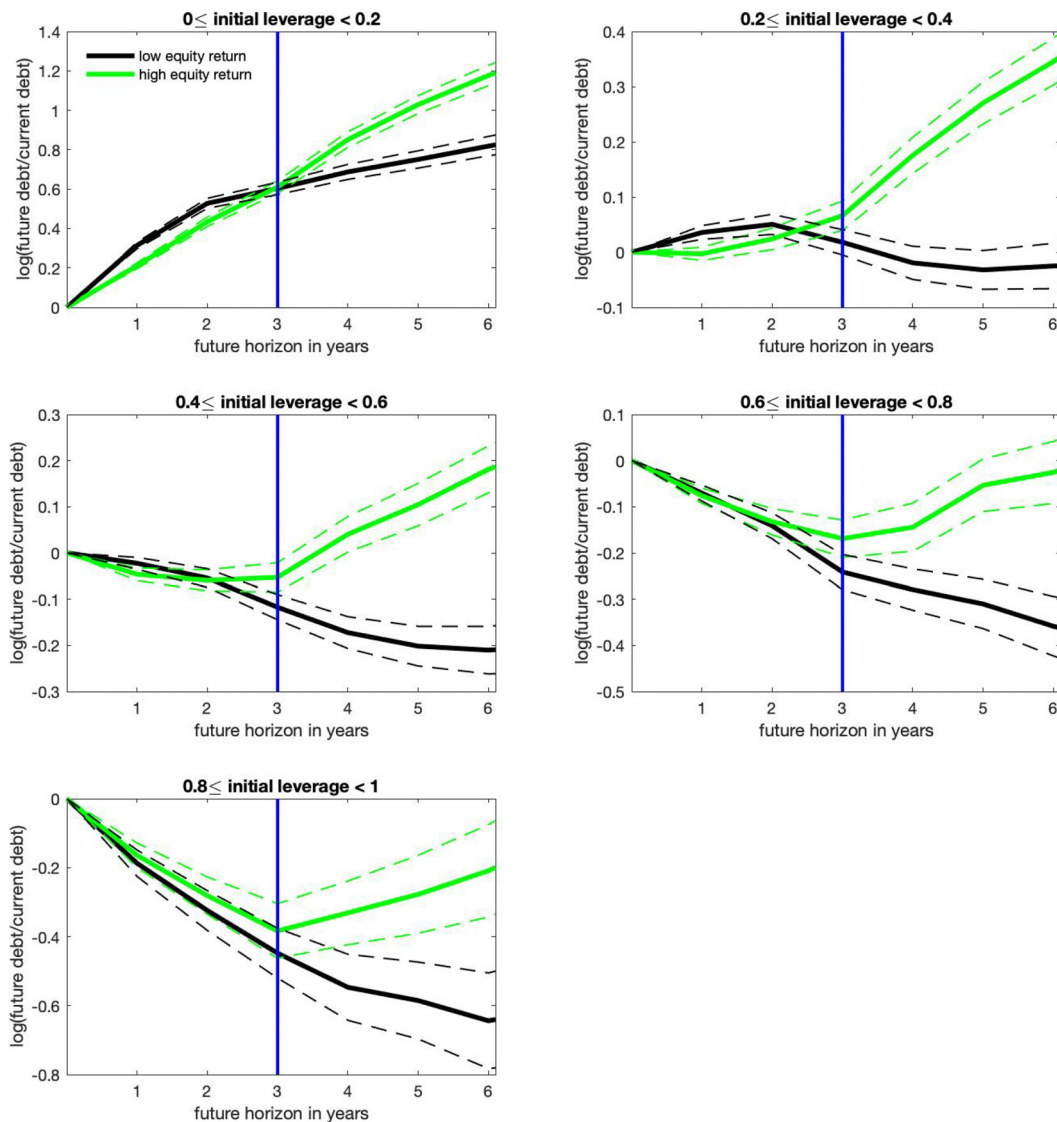 0≤ initial leverage < 0.2
1.4
1.2
1
0.8
0.6
0.4
0.2
0
log(future debt/current debt)
low equity return
high equity return
1 2 3 4 5 6
future horizon in years
0.2≤ initial leverage < 0.4
0.4
0.3
0.2
0.1
0
-0.1
log(future debt/current debt)
1 2 3 4 5 6
future horizon in years
0.4≤ initial leverage < 0.6
0.3
0.2
0.1
0
-0.1
-0.2
-0.3
log(future debt/current debt)
1 2 3 4 5 6
future horizon in years
0.6≤ initial leverage < 0.8
0.1
0
-0.1
-0.2
-0.3
-0.4
-0.5
log(future debt/current debt)
1 2 3 4 5 6
future horizon in years
0.8≤ initial leverage < 1
0
-0.2
-0.4
-0.6
-0.8
log(future debt/current debt)
1 2 3 4 5 6
future horizon in years